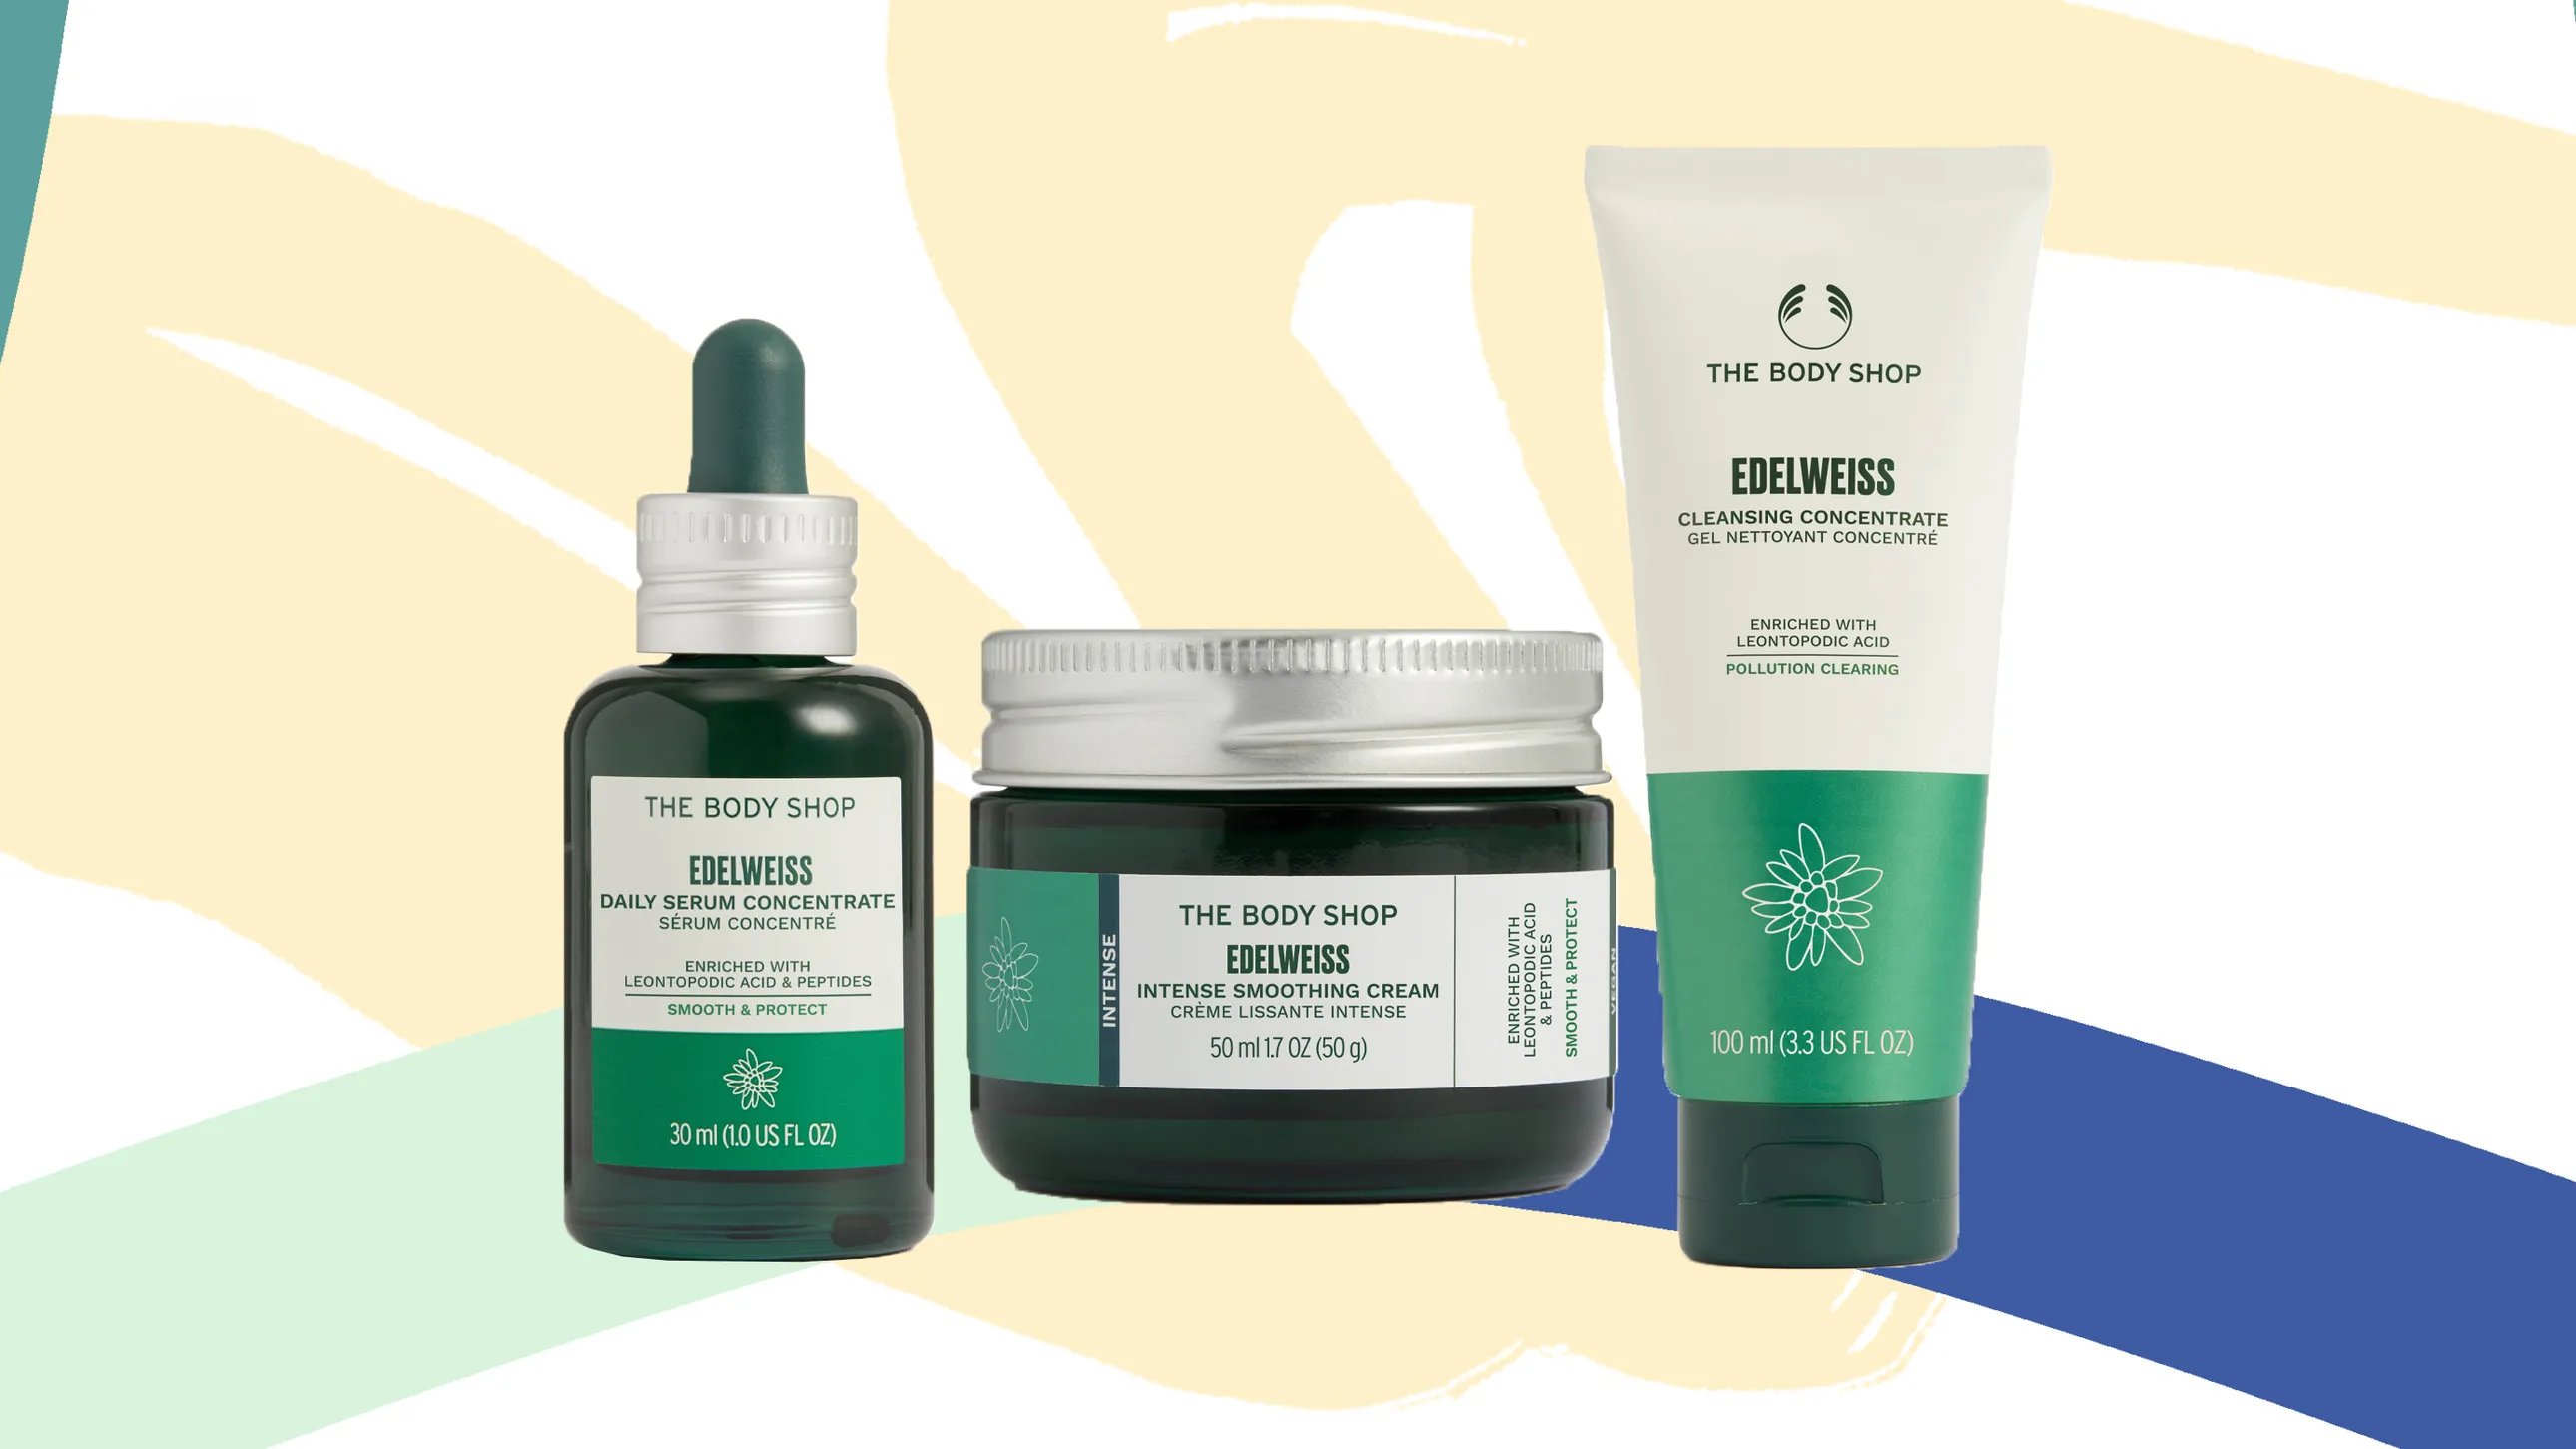 THE BODY SHOP
EDELWEISS
DAILY SERUM CONCENTRATE
SÉRUM CONCENTRÉ
ENRICHED WITH
LEONTOPODIC ACID & PEPTIDES
SMOOTH & PROTECT
30 ml (1.0 US FL OZ)
INTENSE
THE BODY SHOP
EDELWEISS
INTENSE SMOOTHING CREAM
CRÈME LISSANTE INTENSE
50 ml 1.7 OZ (50 g)
ENRICHED WITH
LEONTOPODIC ACID
& PEPTIDES
SMOOTH & PROTECT
VEGAN
THE BODY SHOP
EDELWEISS
CLEANSING CONCENTRATE
GEL NETTOYANT CONCENTRÉ
ENRICHED WITH
LEONTOPODIC ACID
POLLUTION CLEARING
100 ml (3.3 US FL OZ)